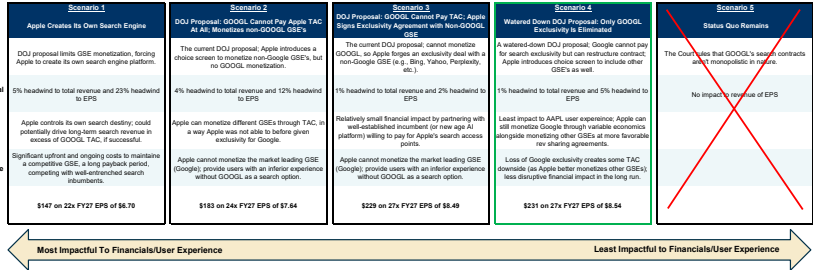 Scenario 1
Apple Creates Its Own Search Engine
DOJ proposal limits GSE monetization, forcing
Apple to create its own search engine platform.
5% headwind to total revenue and 23% headwind
to EPS
Apple controls its own search destiny; could
potentially drive long-term search revenue in
excess of GOOGL TAC, if successful.
Significant upfront and ongoing costs to maintain
a competitive GSE, a long payback period,
competing with well-entrenched search
inbumbents.
$147 on 22x FY27 EPS of $6.70
Scenario 2
DOJ Proposal: GOOGL Cannot Pay Apple TAC
At All; Monetizes non-Google GSE's
The current DOJ proposal; Apple introduces a
choice screen to monetize non-Google GSE's, but
no GOOGL monetization.
4% headwind to total revenue and 12% headwind
to EPS
Apple can monetize different GSEs through TAC, in
a way Apple was not able to before given
exclusivity for Google.
Apple cannot monetize the market leading GSE
(Google); provide users with an inferior experience
without GOOGL as a search option.
$183 on 24x FY27 EPS of $7.64
Scenario 3
DOJ Proposal: GOOGL Cannot Pay TAC; Apple
Signs Exclusivity Agreement with Non-GOOGL
GSE
The current DOJ proposal; cannot monetize
GOOGL, so Apple forges an exclusivity deal with a
non-Google GSE (e.g., Bing, Yahoo, Perplexity,
etc.).
1% headwind to total revenue and 2% headwind to
EPS
Relatively small financial impact by partnering with
well-established incumbent (or new age AI
platform) willing to pay for Apple's search access
points.
Apple cannot monetize the market leading GSE
(Google); provide users with an inferior experience
without GOOGL as a search option.
$229 on 27x FY27 EPS of $8.49
Scenario 4
Watered Down DOJ Proposal: Only GOOGL
Exclusivity Is Eliminated
A watered-down DOJ proposal; Google cannot pay
for search exclusivity but can restructure contract;
Apple introduces choice screen to include other
GSE's as well.
1% headwind to total revenue and 5% headwind to
EPS
Least impact to AAPL user expereince; Apple can
still monetize Google through variable economics
alongside monetizing other GSEs at more favorable
rev sharing agreements.
Loss of Google exclusivity creates some TAC
downside (as Apple better monetizes other GSEs);
less disruptive financial impact in the long run.
$231 on 27x FY27 EPS of $8.54
Scenario 5
Status Quo Remains
The Court rules that GOOGL's search contracts
aren't monopolistic in nature.
No impact to revenue of EPS
Most Impactful To Financials/User Experience
Least Impactful to Financials/User Experience